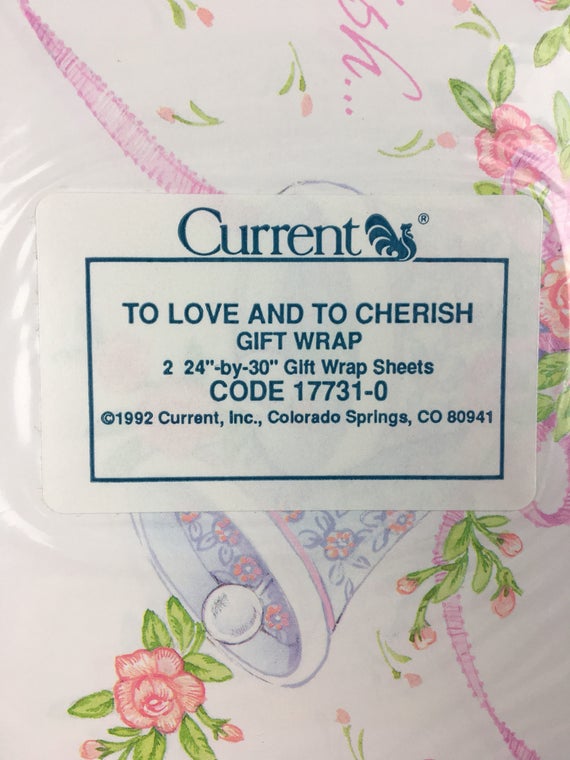 sh...
Current®
TO LOVE AND TO CHERISH
GIFT WRAP
2 24"-by-30" Gift Wrap Sheets
CODE 17731-0
©1992 Current, Inc., Colorado Springs, CO 80941